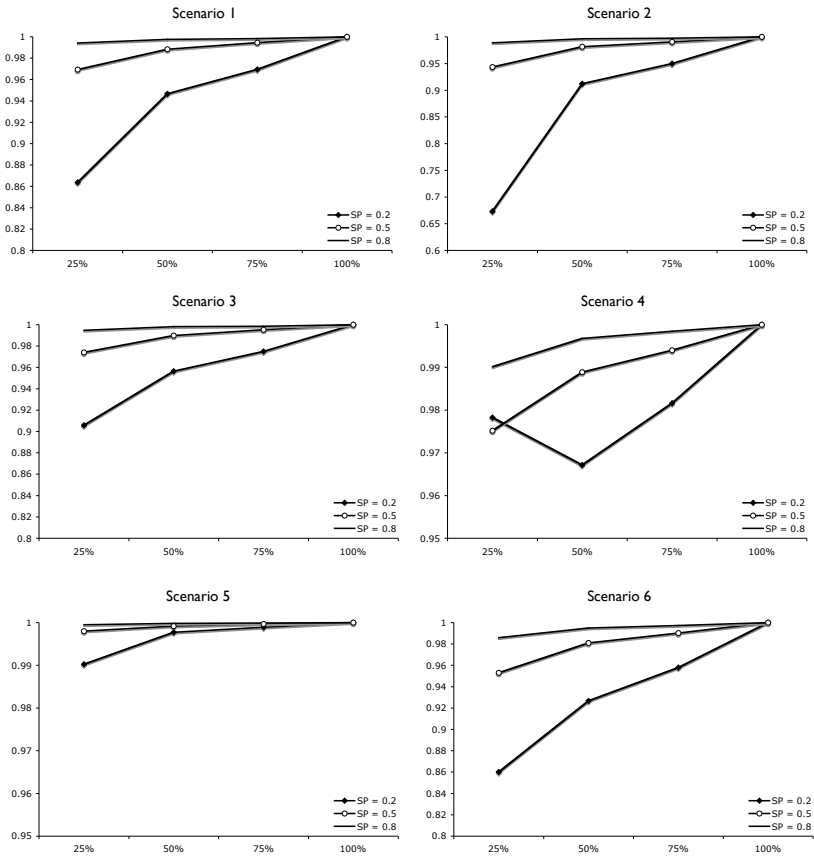 Scenario 1
1
0.98
0.96
0.94
0.92
0.9
0.88
0.86
0.84
0.82
0.8
25% 50% 75% 100%
SP = 0.2
SP = 0.5
SP = 0.8
Scenario 2
1
0.95
0.9
0.85
0.8
0.75
0.7
0.65
0.6
25% 50% 75% 100%
SP = 0.2
SP = 0.5
SP = 0.8
Scenario 3
1
0.98
0.96
0.94
0.92
0.9
0.88
0.86
0.84
0.82
0.8
25% 50% 75% 100%
SP = 0.2
SP = 0.5
SP = 0.8
Scenario 4
1
0.99
0.98
0.97
0.96
0.95
25% 50% 75% 100%
SP = 0.2
SP = 0.5
SP = 0.8
Scenario 5
1
0.99
0.98
0.97
0.96
0.95
25% 50% 75% 100%
SP = 0.2
SP = 0.5
SP = 0.8
Scenario 6
1
0.98
0.96
0.94
0.92
0.9
0.88
0.86
0.84
0.82
0.8
25% 50% 75% 100%
SP = 0.2
SP = 0.5
SP = 0.8